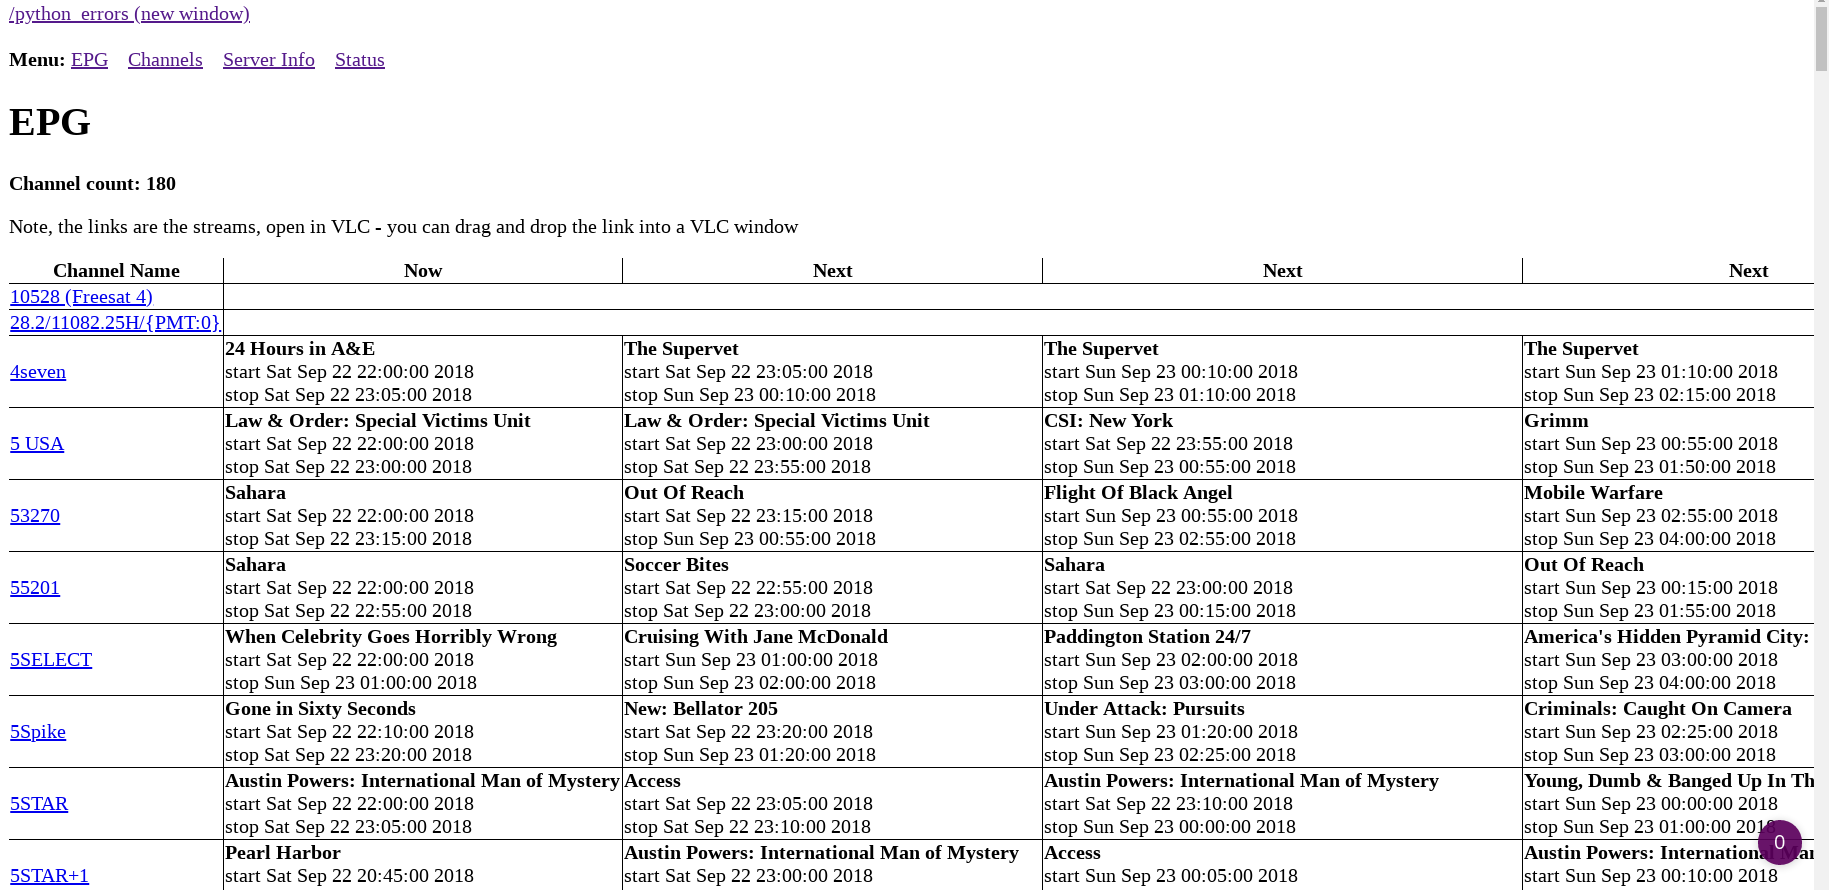 /python_errors (new window)
Menu: EPG Channels Server Info Status
EPG
Channel count: 180
Note, the links are the streams, open in VLC - you can drag and drop the link into a VLC window
Channel Name Now Next Next Next
10528 (Freesat 4)
28.2/11082.25H/{PMT:0}
4seven
24 Hours in A&E
start Sat Sep 22 22:00:00 2018
stop Sat Sep 22 23:05:00 2018
The Supervet
start Sat Sep 22 23:05:00 2018
stop Sun Sep 23 00:10:00 2018
The Supervet
start Sun Sep 23 00:10:00 2018
stop Sun Sep 23 01:10:00 2018
The Supervet
start Sun Sep 23 01:10:00 2018
stop Sun Sep 23 02:15:00 2018
5 USA
Law & Order: Special Victims Unit
start Sat Sep 22 22:00:00 2018
stop Sat Sep 22 23:00:00 2018
Law & Order: Special Victims Unit
start Sat Sep 22 23:00:00 2018
stop Sat Sep 22 23:55:00 2018
CSI: New York
start Sat Sep 22 23:55:00 2018
stop Sun Sep 23 00:55:00 2018
Grimm
start Sun Sep 23 00:55:00 2018
stop Sun Sep 23 01:50:00 2018
53270
Sahara
start Sat Sep 22 22:00:00 2018
stop Sat Sep 22 23:15:00 2018
Out Of Reach
start Sat Sep 22 23:15:00 2018
stop Sun Sep 23 00:55:00 2018
Flight Of Black Angel
start Sun Sep 23 00:55:00 2018
stop Sun Sep 23 02:55:00 2018
Mobile Warfare
start Sun Sep 23 02:55:00 2018
stop Sun Sep 23 04:00:00 2018
55201
Sahara
start Sat Sep 22 22:00:00 2018
stop Sat Sep 22 22:55:00 2018
Soccer Bites
start Sat Sep 22 22:55:00 2018
stop Sat Sep 22 23:00:00 2018
Sahara
start Sat Sep 22 23:00:00 2018
stop Sun Sep 23 00:15:00 2018
Out Of Reach
start Sun Sep 23 00:15:00 2018
stop Sun Sep 23 01:55:00 2018
5SELECT
When Celebrity Goes Horribly Wrong
start Sat Sep 22 22:00:00 2018
stop Sun Sep 23 01:00:00 2018
Cruising With Jane McDonald
start Sun Sep 23 01:00:00 2018
stop Sun Sep 23 02:00:00 2018
Paddington Station 24/7
start Sun Sep 23 02:00:00 2018
stop Sun Sep 23 03:00:00 2018
America's Hidden Pyramid City:
start Sun Sep 23 03:00:00 2018
stop Sun Sep 23 04:00:00 2018
5Spike
Gone in Sixty Seconds
start Sat Sep 22 22:10:00 2018
stop Sat Sep 22 23:20:00 2018
New: Bellator 205
start Sat Sep 22 23:20:00 2018
stop Sun Sep 23 01:20:00 2018
Under Attack: Pursuits
start Sun Sep 23 01:20:00 2018
stop Sun Sep 23 02:25:00 2018
Criminals: Caught On Camera
start Sun Sep 23 02:25:00 2018
stop Sun Sep 23 03:00:00 2018
5STAR
Austin Powers: International Man of Mystery
start Sat Sep 22 22:00:00 2018
stop Sat Sep 22 23:05:00 2018
Access
start Sat Sep 22 23:05:00 2018
stop Sat Sep 22 23:10:00 2018
Austin Powers: International Man of Mystery
start Sat Sep 22 23:10:00 2018
stop Sun Sep 23 00:00:00 2018
Young, Dumb & Banged Up In Th
start Sun Sep 23 00:00:00 2018
stop Sun Sep 23 01:00:00 2018
5STAR+1
Pearl Harbor
start Sat Sep 22 20:45:00 2018
Austin Powers: International Man of Mystery
start Sat Sep 22 23:00:00 2018
Access
start Sun Sep 23 00:05:00 2018
Austin Powers: International Man
start Sun Sep 23 00:10:00 2018
0